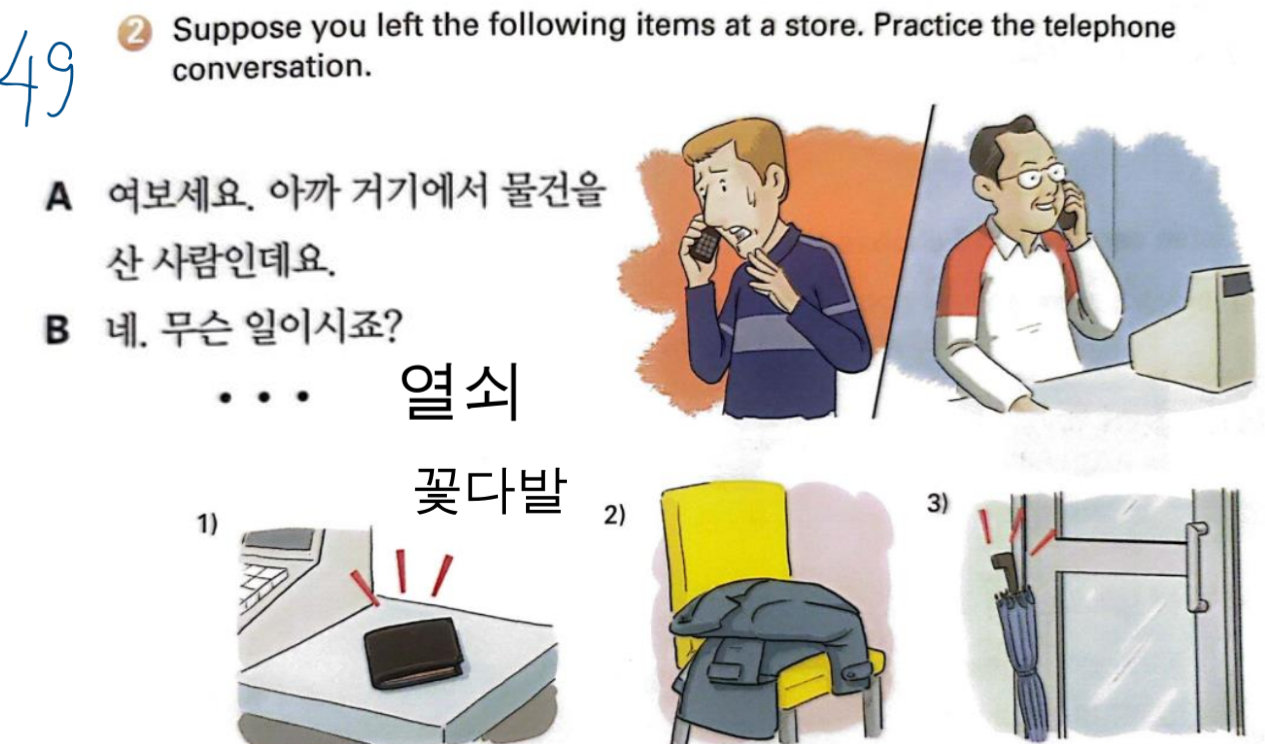 2 Suppose you left the following items at a store. Practice the telephone
conversation.
49
A 여보세요. 아까 거기에서 물건을
산 사람인데요.
B 네. 무슨 일이시죠?
• • •
열쇠
꽃다발
1)
2)
3)